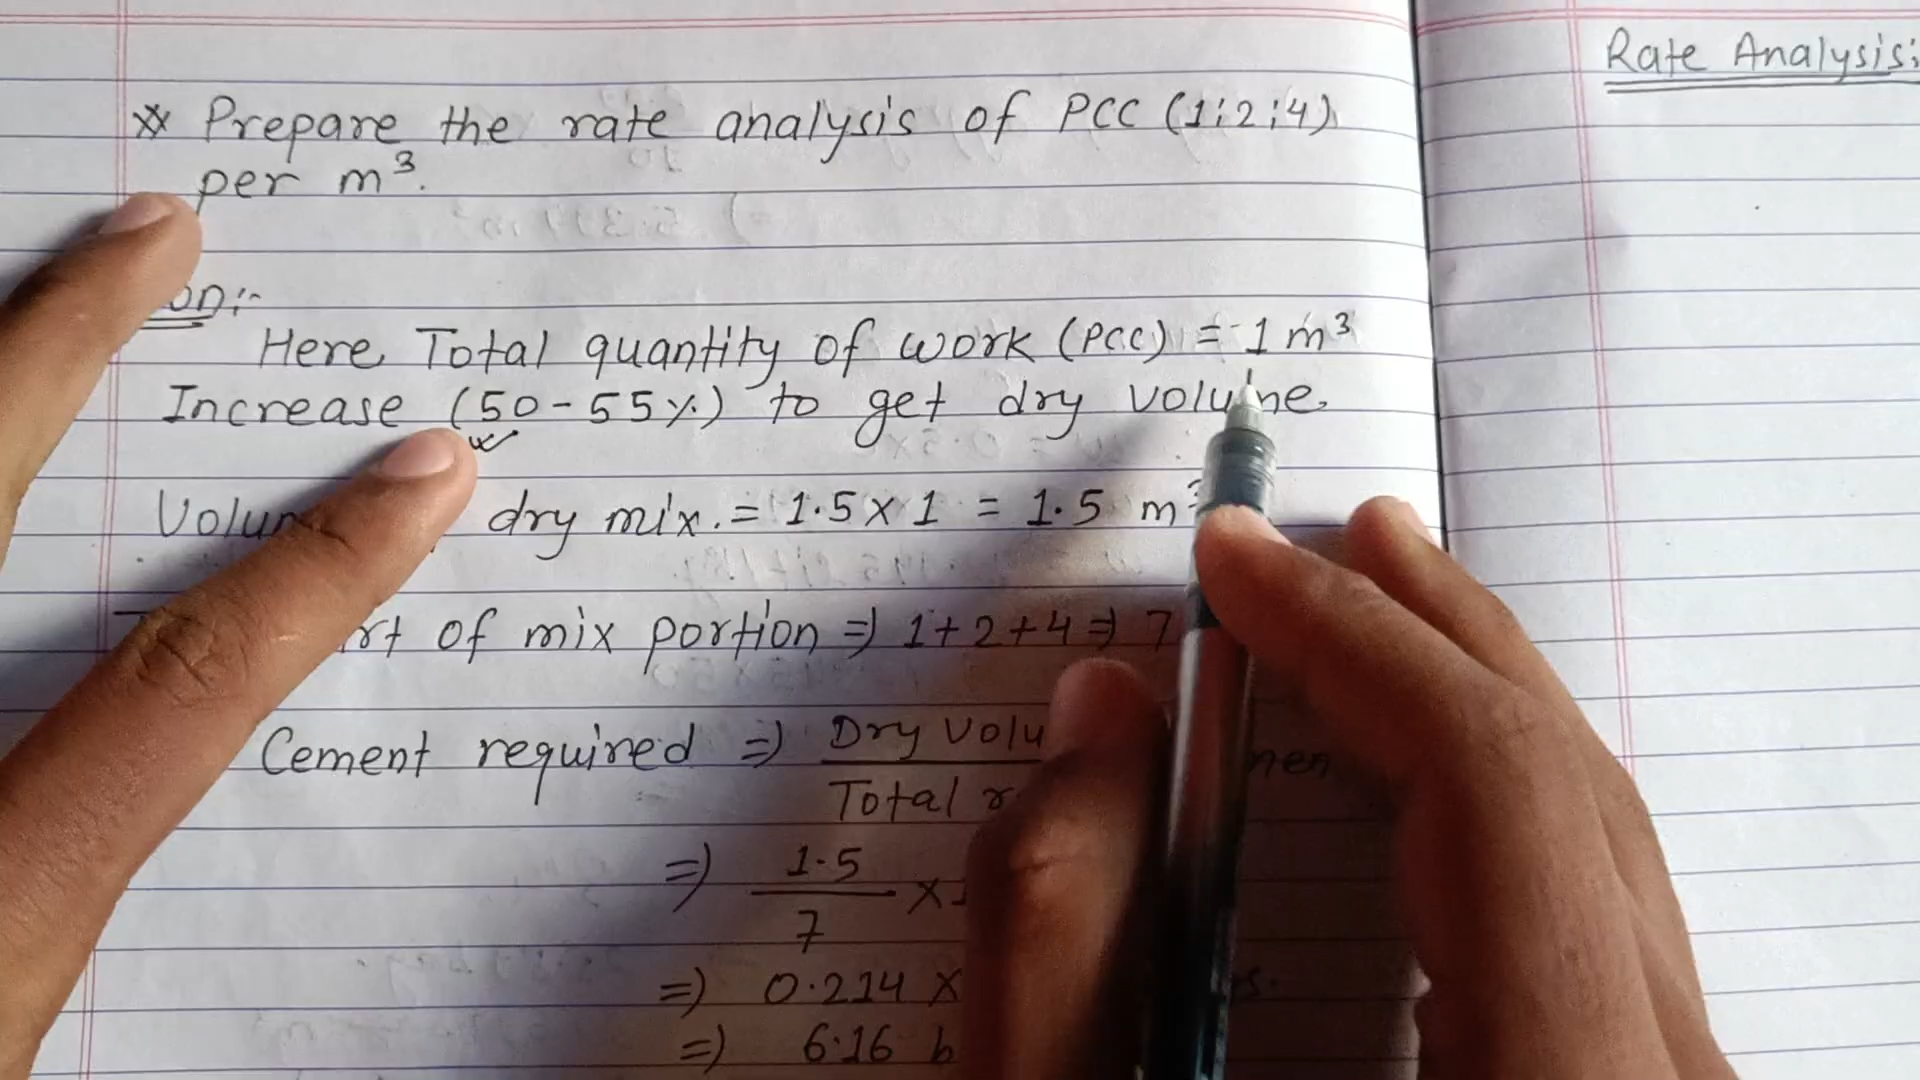 Rate Analysis:
** Prepare the rate analysis of PCC (1:2:4)
per m³.
Here Total quantity of work (PCC) = 1 m³
Increase (50-55%) to get dry volume.
dry mix. = 1.5 x 1 = 1.5 m³
of mix portion => 1+2+4 => 7
Cement required => Dry
Total
=> 1.5
7
=> 0.214 X
=> 6.16